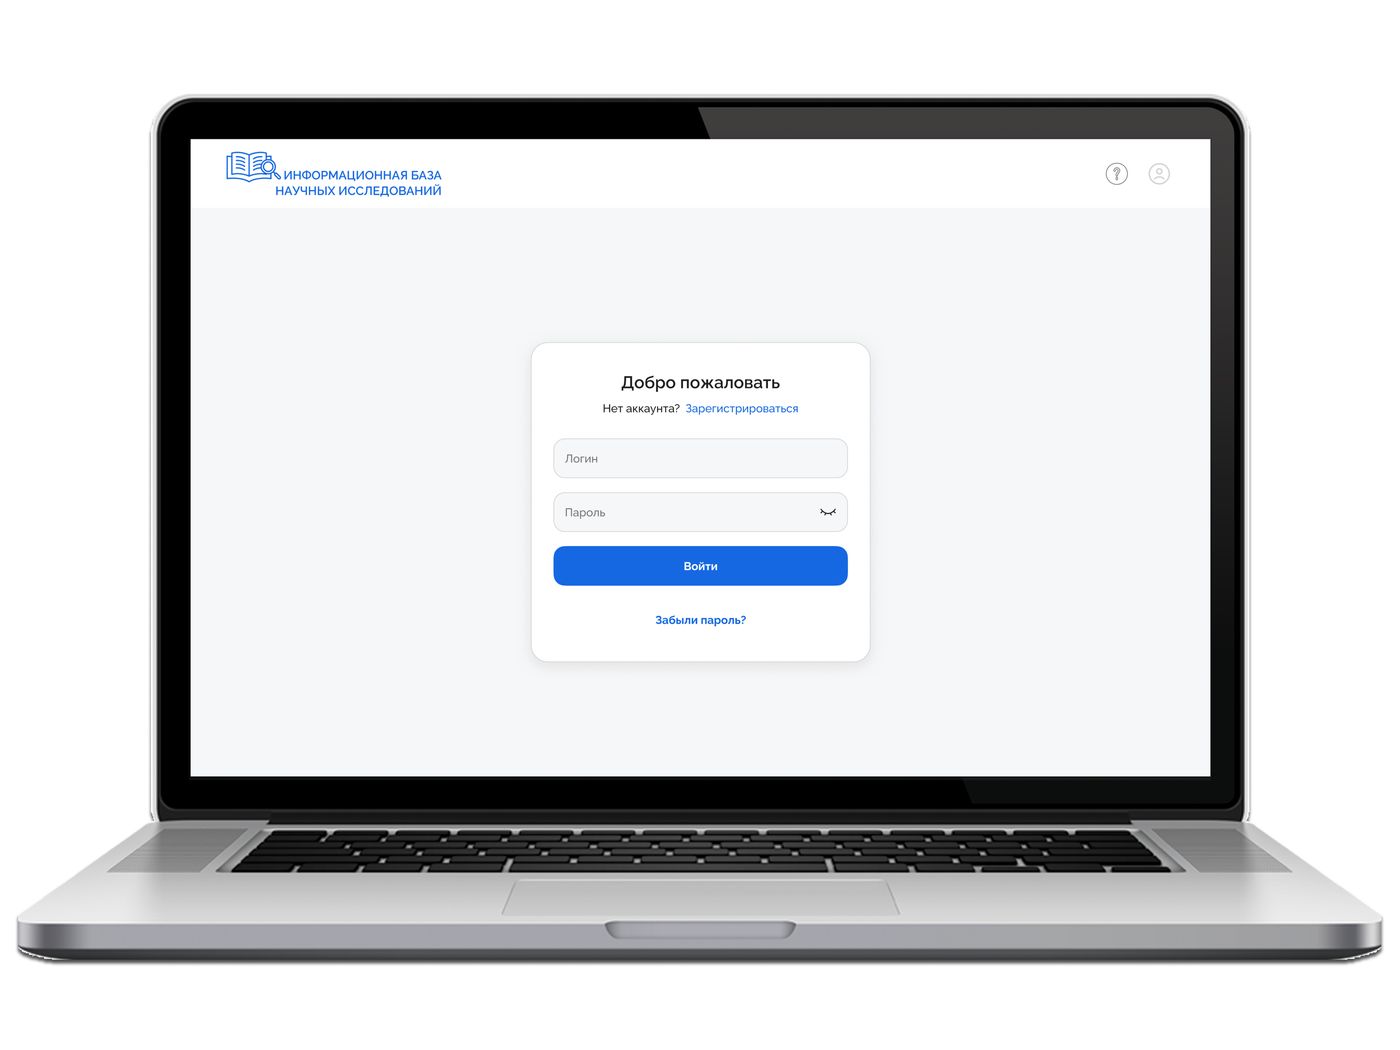 ИНФОРМАЦИОННАЯ БАЗА
НАУЧНЫХ ИССЛЕДОВАНИЙ
?
Добро пожаловать
Нет аккаунта? Зарегистрироваться
Логин
Пароль
Войти
Забыли пароль?